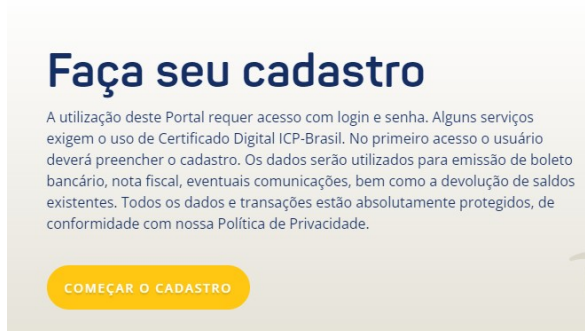 Faça seu cadastro
A utilização deste Portal requer acesso com login e senha. Alguns serviços
exigem o uso de Certificado Digital ICP-Brasil. No primeiro acesso o usuário
deverá preencher o cadastro. Os dados serão utilizados para emissão de boleto
bancário, nota fiscal, eventuais comunicações, bem como a devolução de saldos
existentes. Todos os dados e transações estão absolutamente protegidos, de
conformidade com nossa Política de Privacidade.
COMEÇAR O CADASTRO